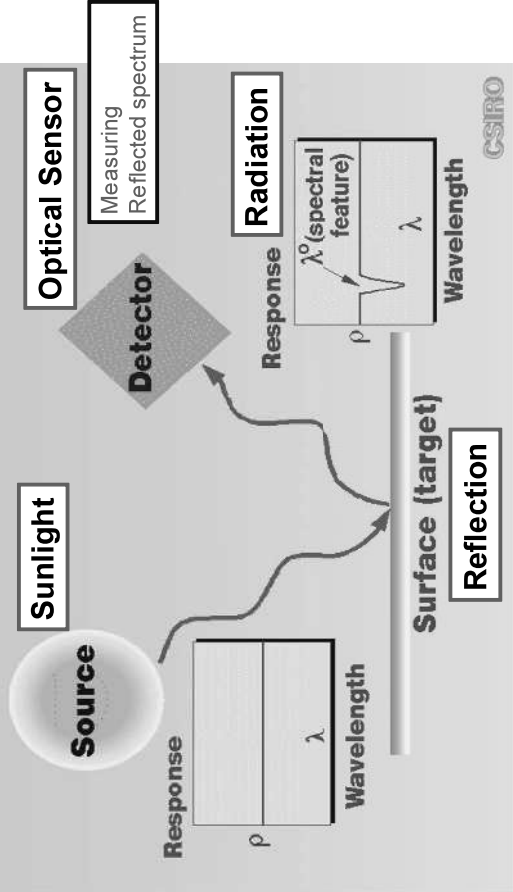 Sunlight
Optical Sensor
Measuring
Reflected spectrum
Source
Detector
Radiation
Response
ρ
λ
Wavelength
Response
λ° (spectral
feature)
ρ
λ
Wavelength
Surface (target)
Reflection
CSIRO